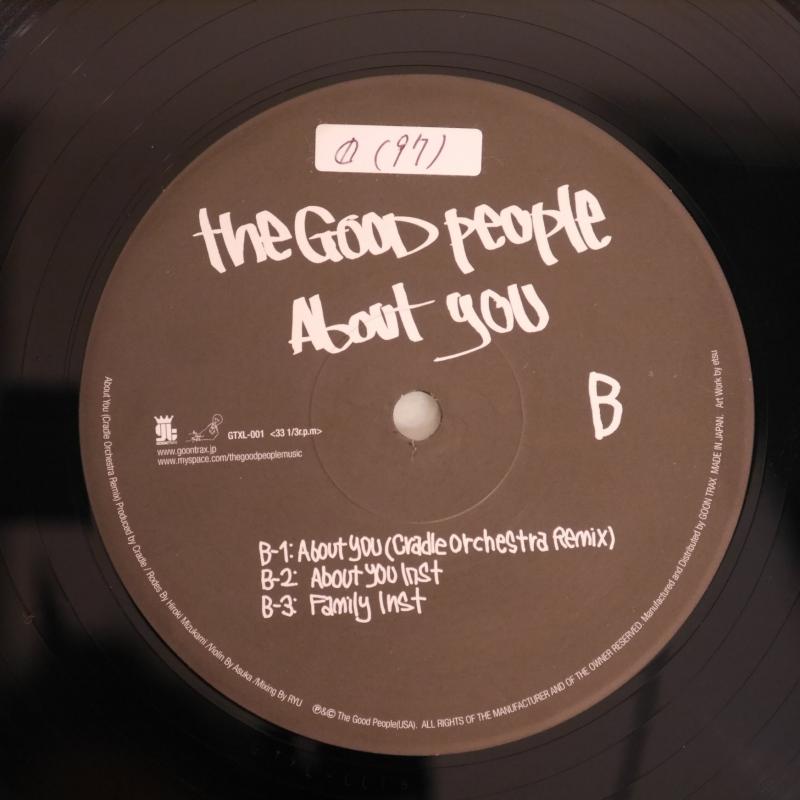 (97)
the Good people
About you
B
gt
GTXL-001 <33 1/3r.p.m>
www.goontrax.jp
www.myspace.com/thegoodpeoplemusic
B-1: About you (Cradle Orchestra Remix)
B-2: About you Inst
B-3: Family Inst
About You (Cradle Orchestra Remix) Produced by Cradle / Rodes By Hiroki Mizukami /Violin By Asuka /Mixing By RYU
℗&© The Good People(USA). ALL RIGHTS OF THE MANUFACTURER AND OF THE OWNER RESERVED. Manufactured and Distributed by GOON TRAX MADE IN JAPAN. Art Work by etsu